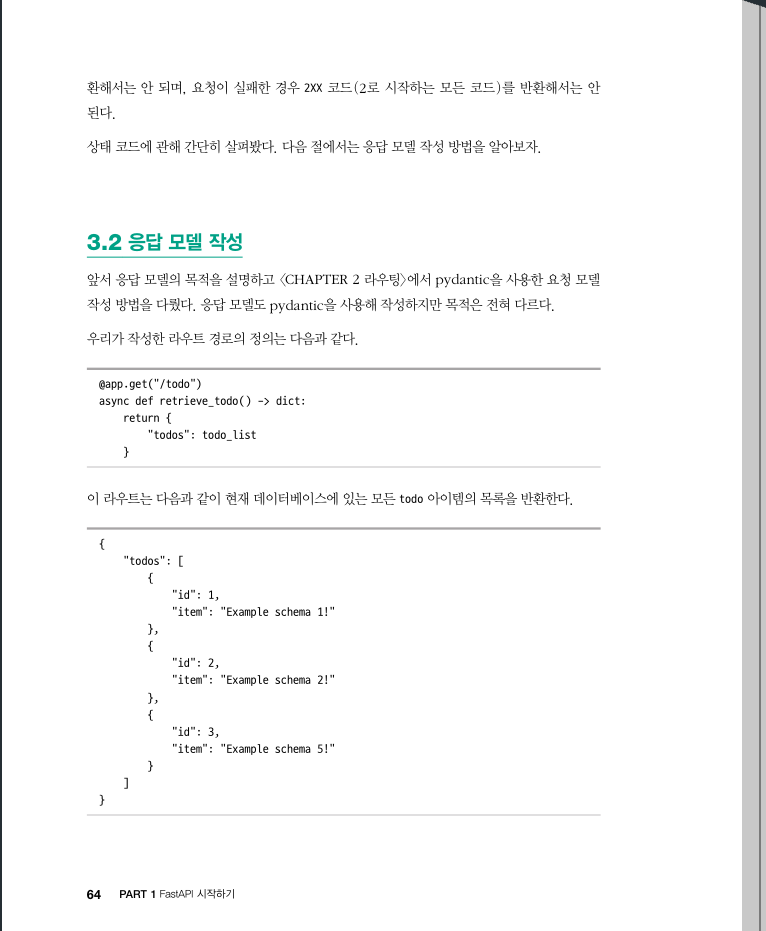 환해서는 안 되며, 요청이 실패한 경우 2XX 코드(2로 시작하는 모든 코드)를 반환해서는 안
된다.
상태 코드에 관해 간단히 살펴봤다. 다음 절에서는 응답 모델 작성 방법을 알아보자.
3.2 응답 모델 작성
앞서 응답 모델의 목적을 설명하고 〈CHAPTER 2 라우팅〉에서 pydantic을 사용한 요청 모델
작성 방법을 다뤘다. 응답 모델도 pydantic을 사용해 작성하지만 목적은 전혀 다르다.
우리가 작성한 라우트 경로의 정의는 다음과 같다.
@app.get("/todo")
async def retrieve_todo() -> dict:
    return {
        "todos": todo_list
    }
이 라우트는 다음과 같이 현재 데이터베이스에 있는 모든 todo 아이템의 목록을 반환한다.
{
    "todos": [
        {
            "id": 1,
            "item": "Example schema 1!"
        },
        {
            "id": 2,
            "item": "Example schema 2!"
        },
        {
            "id": 3,
            "item": "Example schema 5!"
        }
    ]
}
64 PART 1 FastAPI 시작하기